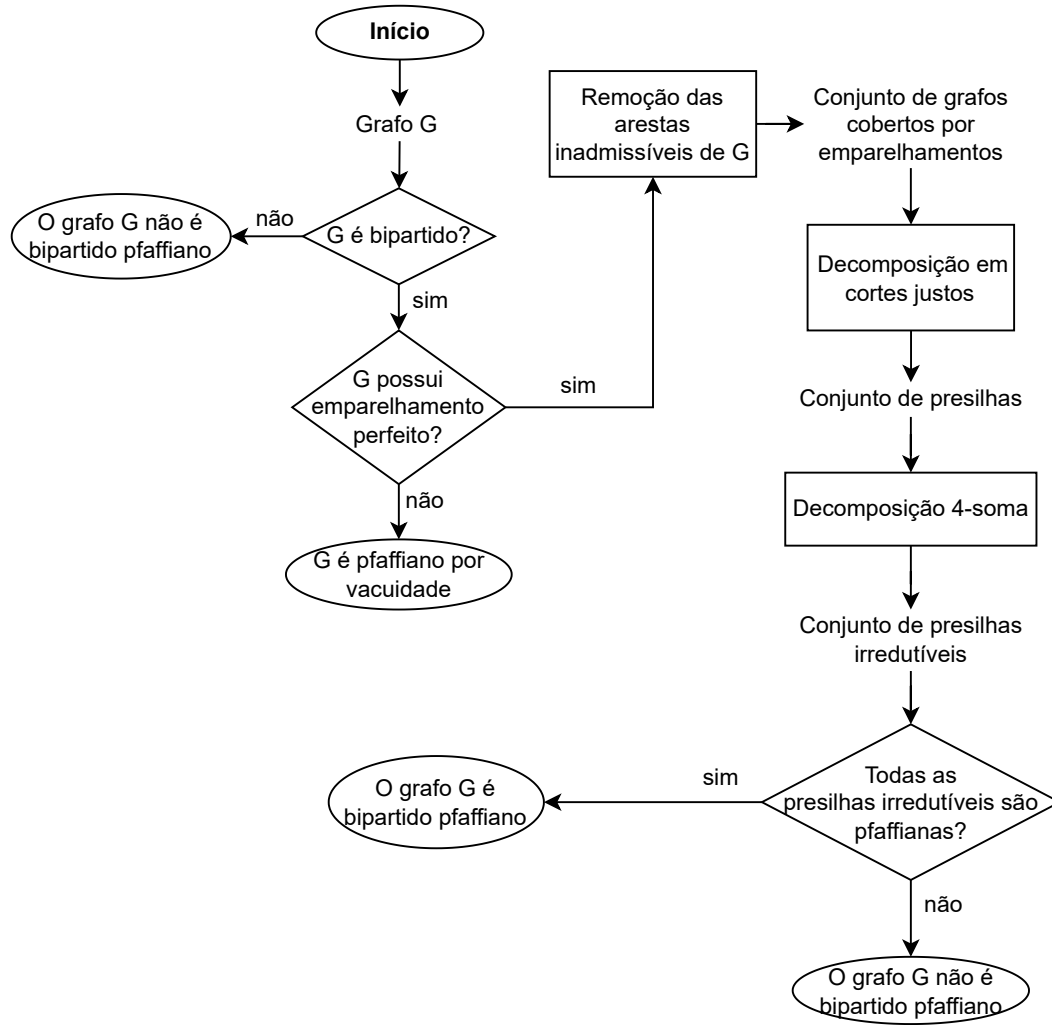 Início
Grafo G
G é bipartido?
não
O grafo G não é
bipartido pfaffiano
sim
G possui
emparelhamento
perfeito?
não
G é pfaffiano por
vacuidade
sim
Remoção das
arestas
inadmissíveis de G
Conjunto de grafos
cobertos por
emparelhamentos
Decomposição em
cortes justos
Conjunto de presilhas
Decomposição 4-soma
Conjunto de presilhas
irredutíveis
Todas as
presilhas irredutíveis são
pfaffianas?
sim
O grafo G é
bipartido pfaffiano
não
O grafo G não é
bipartido pfaffiano